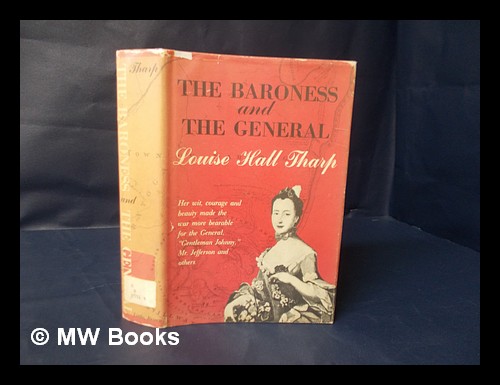 THE BARONESS
and
THE GENERAL
Louise Hall Tharp
Her wit, courage and
beauty made the
war more bearable
for the General,
"Gentleman Johnny,"
Mr. Jefferson and
others
Tharp
THE BARONESS
and
THE GEN
© MW Books